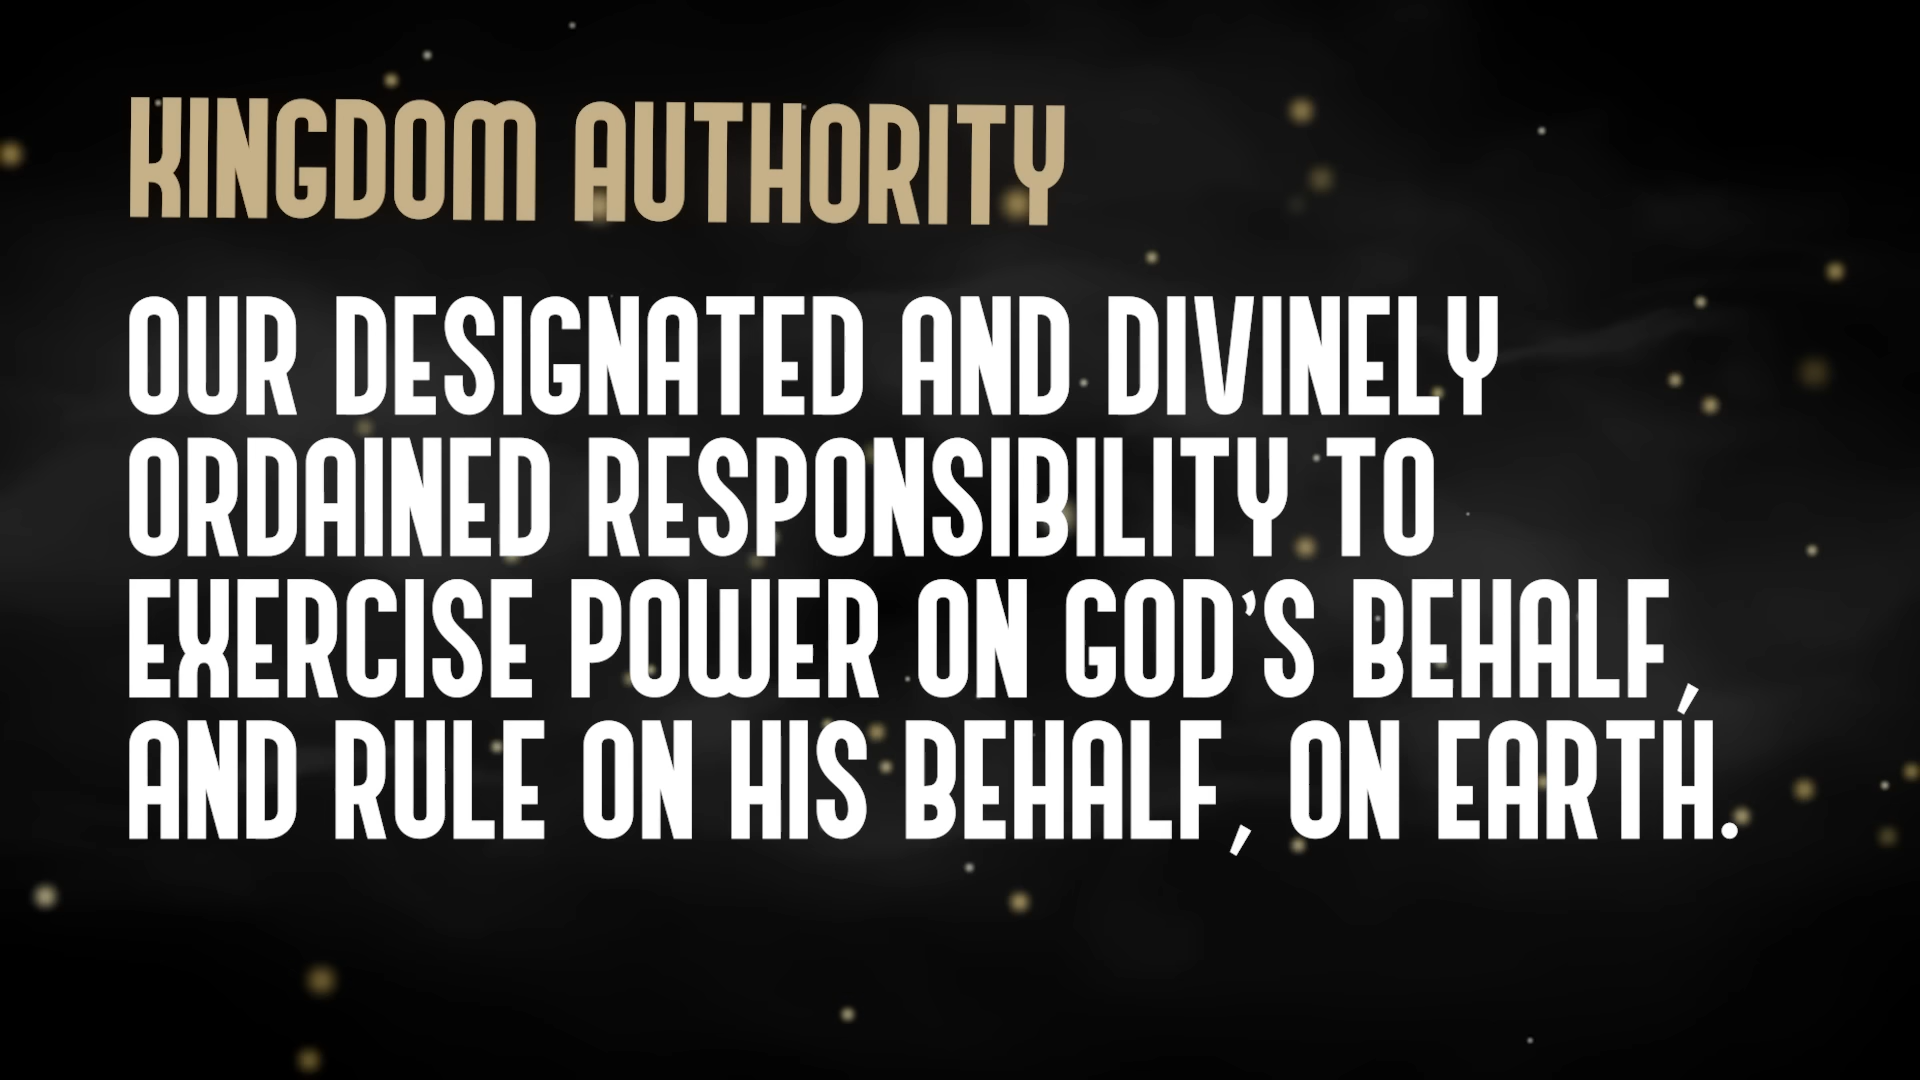 KINGDOM AUTHORITY
OUR DESIGNATED AND DIVINELY
ORDAINED RESPONSIBILITY TO
EXERCISE POWER ON GOD'S BEHALF,
AND RULE ON HIS BEHALF, ON EARTH.